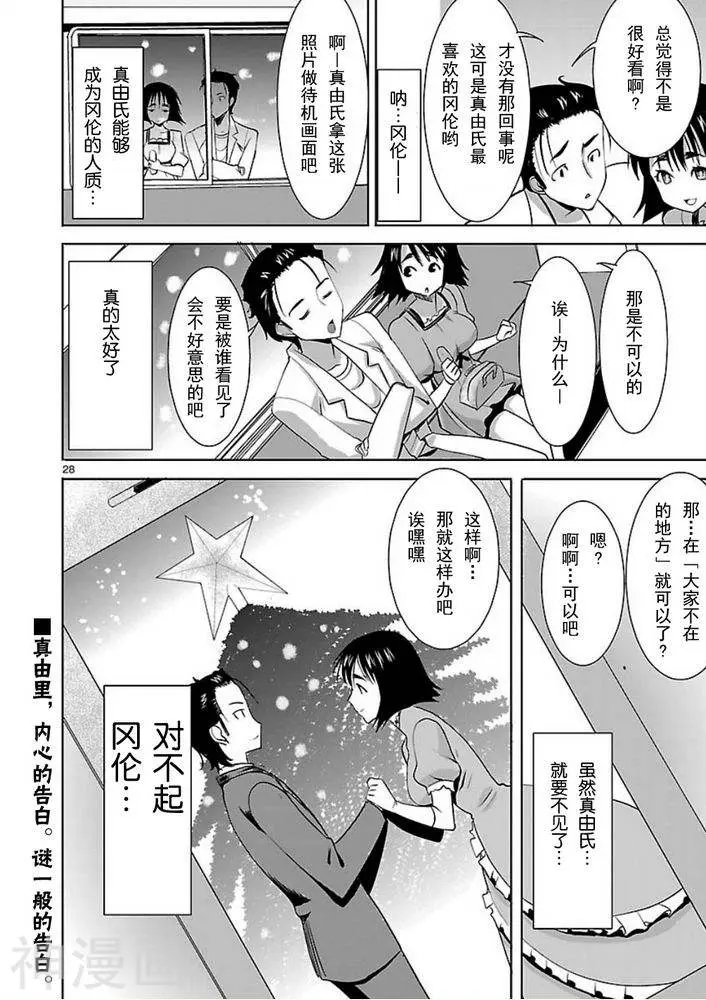 总觉得不是
很好看啊？
才没有那回事呢
这可是真由氏最
喜欢的冈伦哟
呐…冈伦——
啊—真由氏拿这张
照片做待机画面吧
真由氏能够
成为冈伦的人质…
那是不可以的
诶—为什么—
要是被谁看见了
会不好意思的吧
真的太好了
28
那…在「大家不在
的地方」就可以了？
嗯？
啊啊…可以吧
这样啊…
那就这样办吧
诶嘿嘿
虽然真由氏…
就要不见了…
对不起
冈伦…
■真由里，内心的告白。谜一般的告白。
神漫画